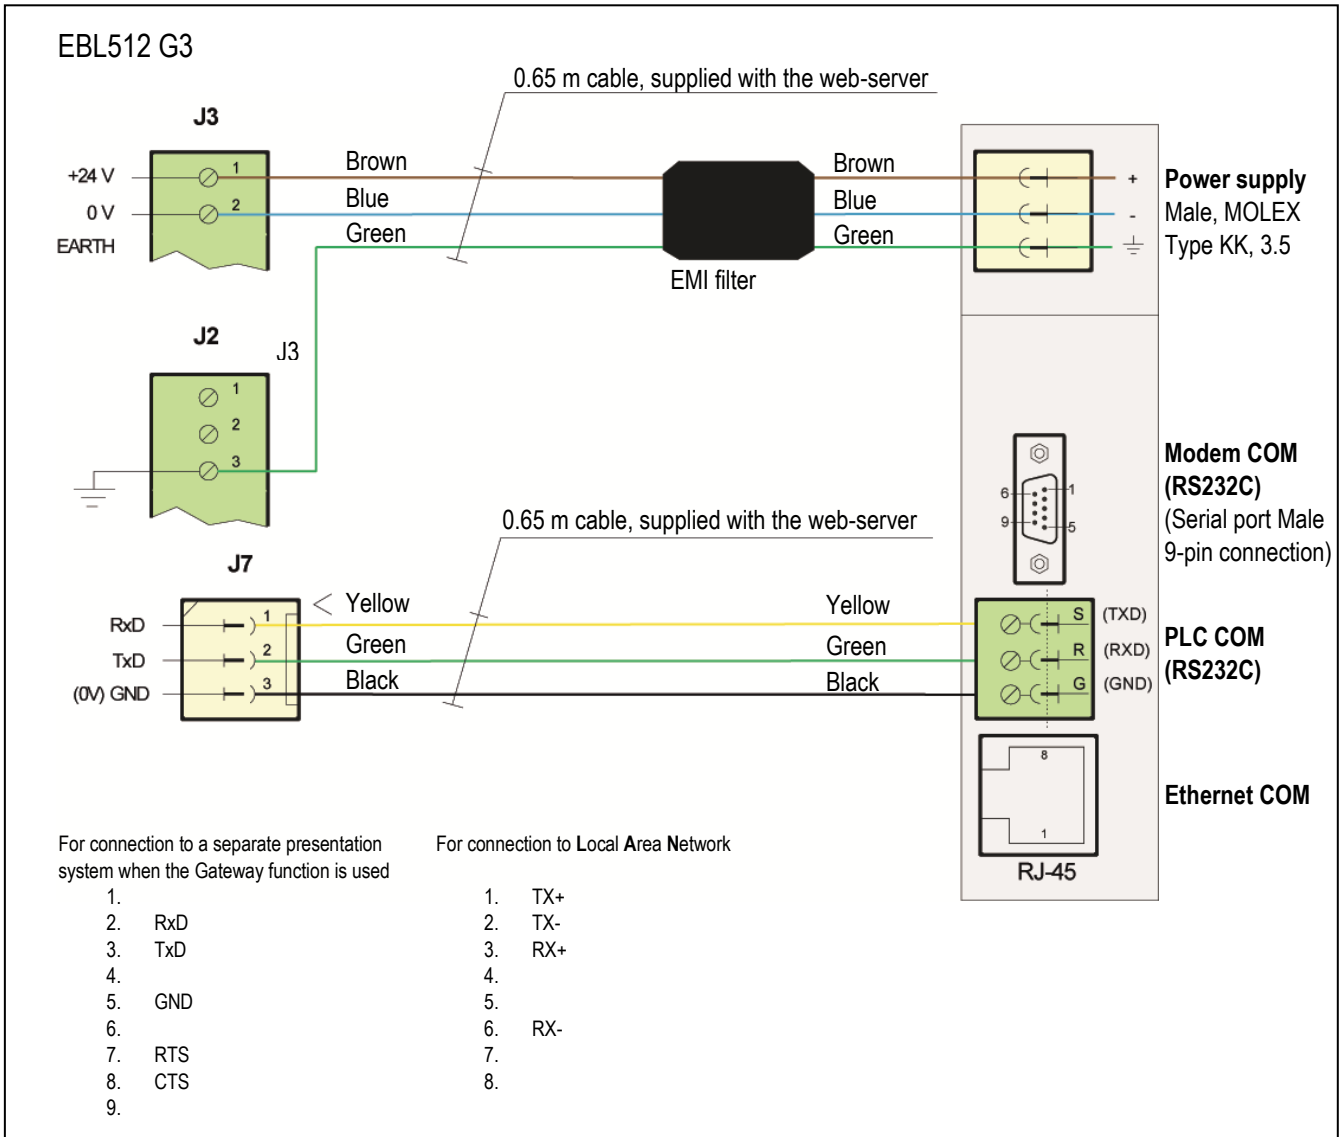 EBL512 G3
0.65 m cable, supplied with the web-server
J3
+24 V
1
Brown
Brown
+
Power supply
0 V
2
Blue
Blue
-
Male, MOLEX
EARTH
Green
Green
Type KK, 3.5
EMI filter
J2
J3
1
2
3
Modem COM
(RS232C)
(Serial port Male
9-pin connection)
6
1
9
5
0.65 m cable, supplied with the web-server
J7
RxD
1
< Yellow
Yellow
S
(TXD)
TxD
2
Green
Green
R
(RXD)
PLC COM
(RS232C)
(0V) GND
3
Black
Black
G
(GND)
8
1
Ethernet COM
RJ-45
For connection to a separate presentation
system when the Gateway function is used
1.
2. RxD
3. TxD
4.
5. GND
6.
7. RTS
8. CTS
9.
For connection to Local Area Network
1. TX+
2. TX-
3. RX+
4.
5.
6. RX-
7.
8.